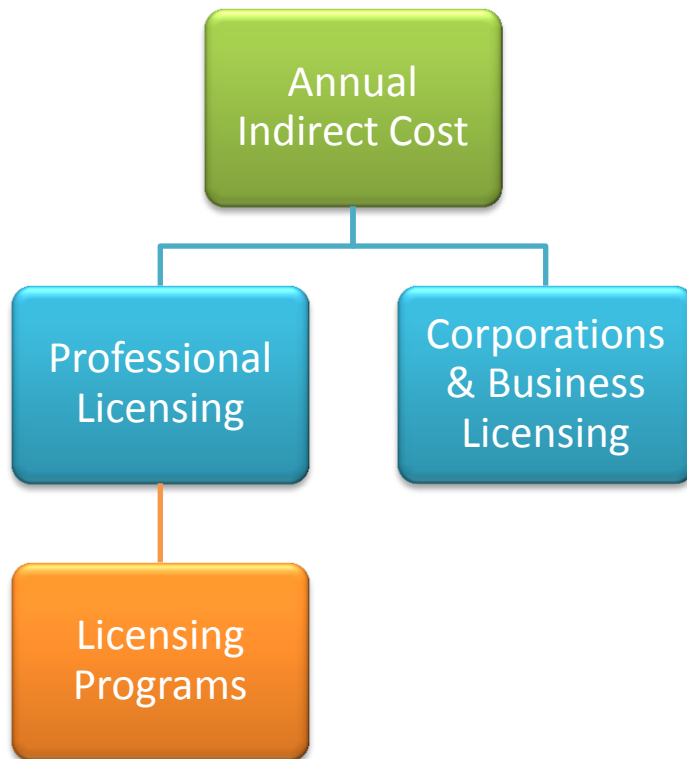 Annual
Indirect Cost
Professional
Licensing
Corporations
& Business
Licensing
Licensing
Programs